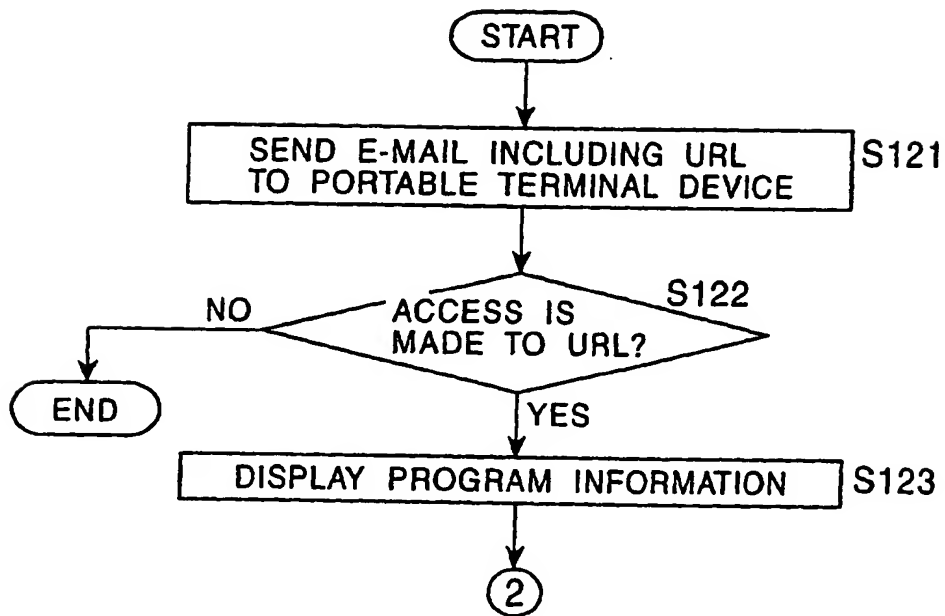 START
SEND E-MAIL INCLUDING URL
TO PORTABLE TERMINAL DEVICE
S121
S122
NO
ACCESS IS
MADE TO URL?
END
YES
DISPLAY PROGRAM INFORMATION
S123
2